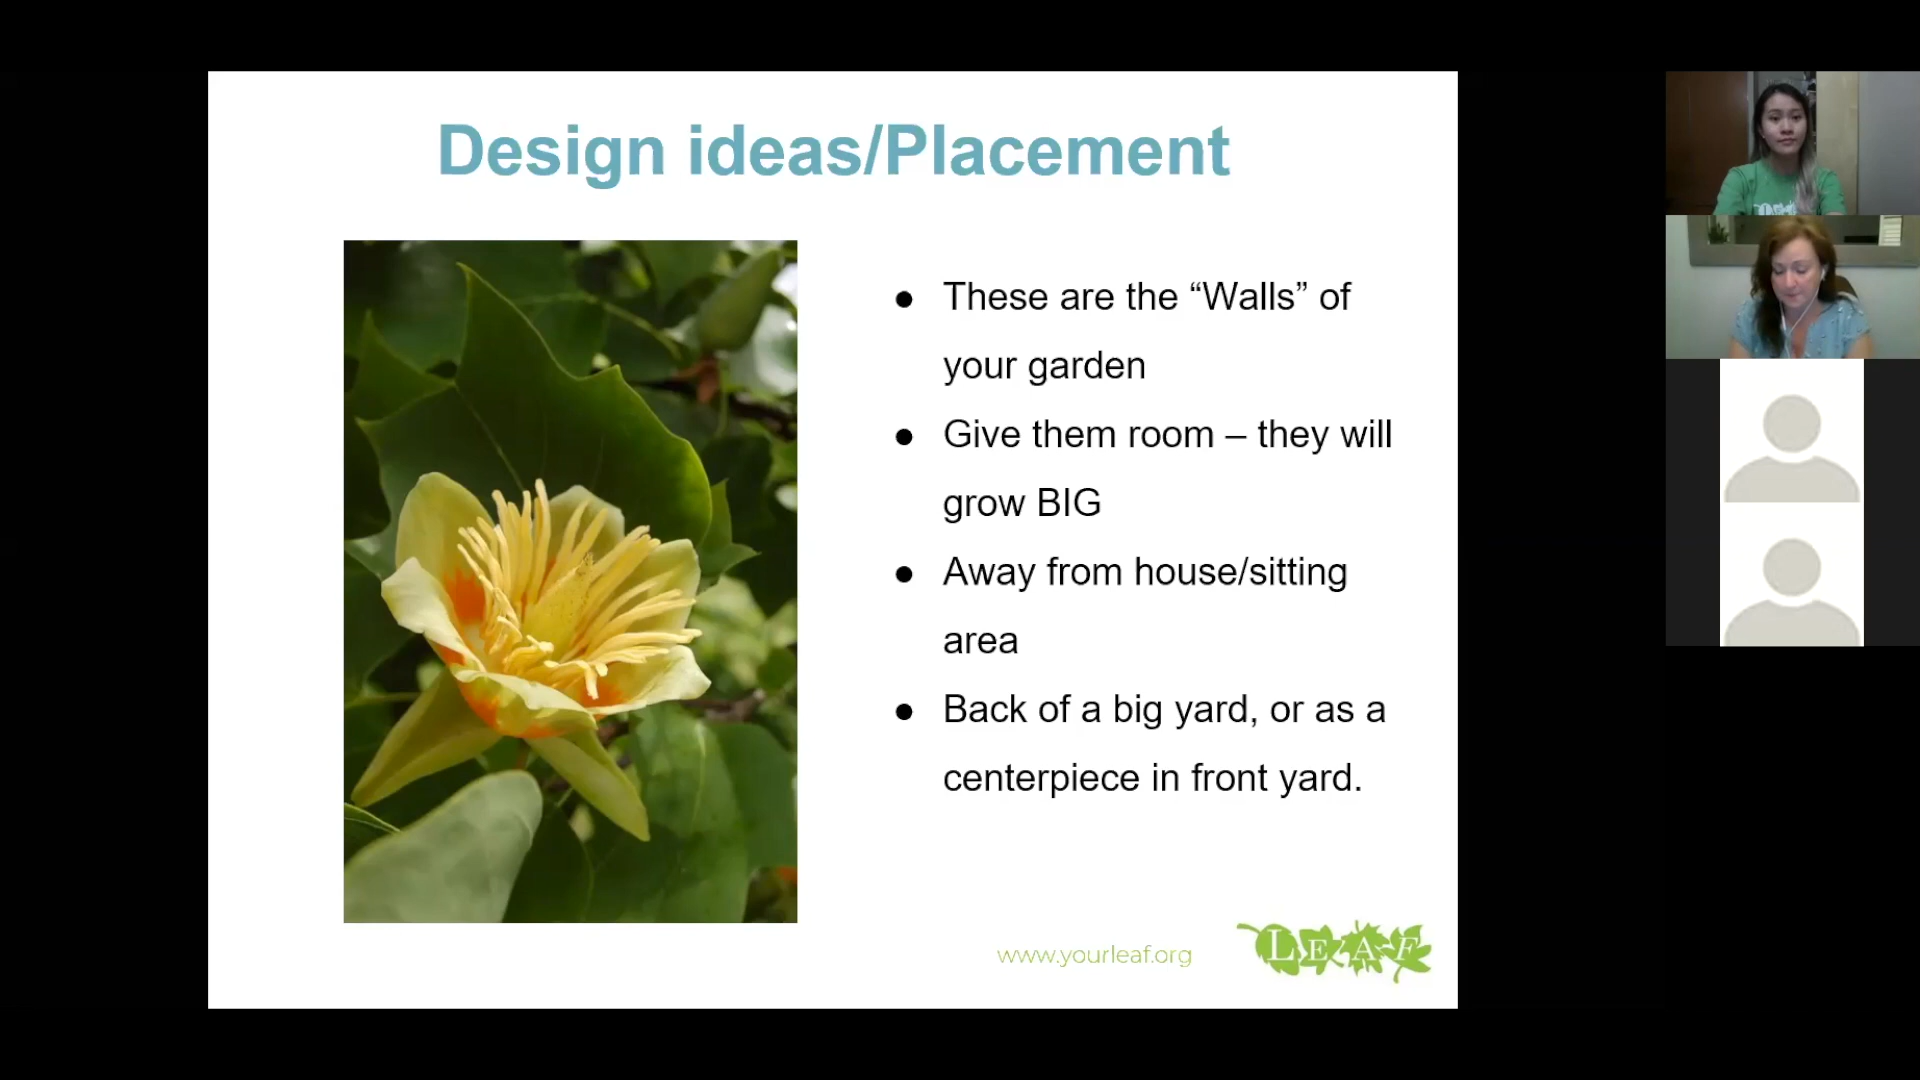 Design ideas/Placement
● These are the “Walls” of
your garden
● Give them room – they will
grow BIG
● Away from house/sitting
area
● Back of a big yard, or as a
centerpiece in front yard.
www.yourleaf.org
LEAF